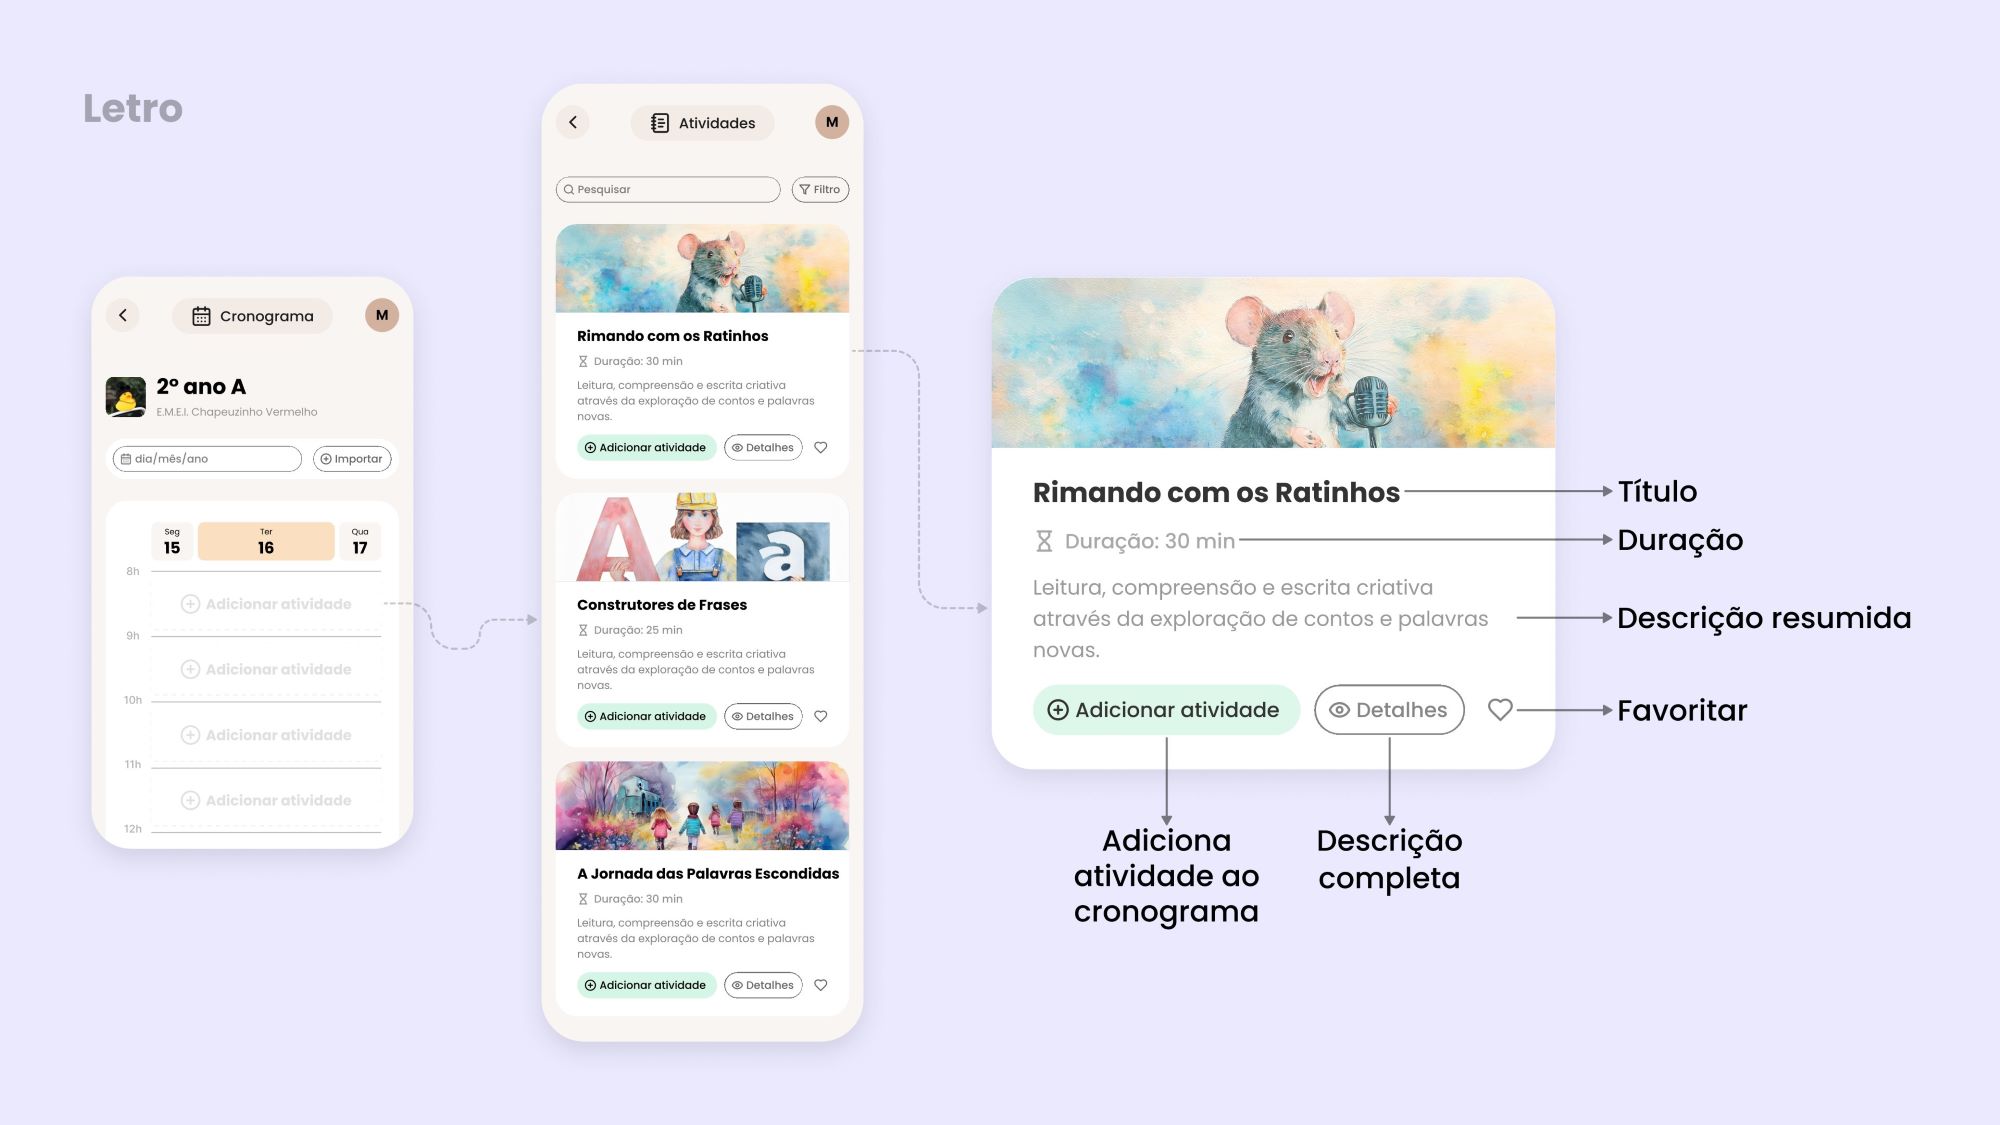 Letro
Cronograma
M
2º ano A
E.M.E.I. Chapeuzinho Vermelho
dia/mês/ano
Importar
Seg
15
Ter
16
Qua
17
8h
Adicionar atividade
9h
Adicionar atividade
10h
Adicionar atividade
11h
Adicionar atividade
12h
Atividades
M
Pesquisar
Filtro
Rimando com os Ratinhos
Duração: 30 min
Leitura, compreensão e escrita criativa
através da exploração de contos e palavras
novas.
Adicionar atividade
Detalhes
A
a
Construtores de Frases
Duração: 25 min
Leitura, compreensão e escrita criativa
através da exploração de contos e palavras
novas.
Adicionar atividade
Detalhes
A Jornada das Palavras Escondidas
Duração: 30 min
Leitura, compreensão e escrita criativa
através da exploração de contos e palavras
novas.
Adicionar atividade
Detalhes
Rimando com os Ratinhos
Título
Duração: 30 min
Duração
Leitura, compreensão e escrita criativa
através da exploração de contos e palavras
novas.
Descrição resumida
Adicionar atividade
Detalhes
Favoritar
Adiciona
atividade ao
cronograma
Descrição
completa